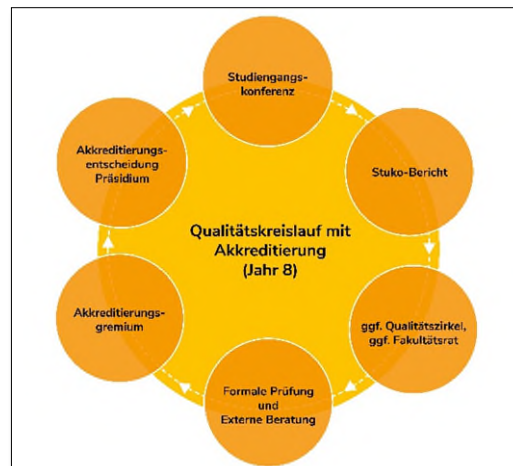 Studiengangs-
konferenz
Stuko-Bericht
ggf. Qualitätszirkel,
ggf. Fakultätsrat
Formale Prüfung
und
Externe Beratung
Akkreditierungs-
gremium
Akkreditierungs-
entscheidung
Präsidium
Qualitätskreislauf mit
Akkreditierung
(Jahr 8)